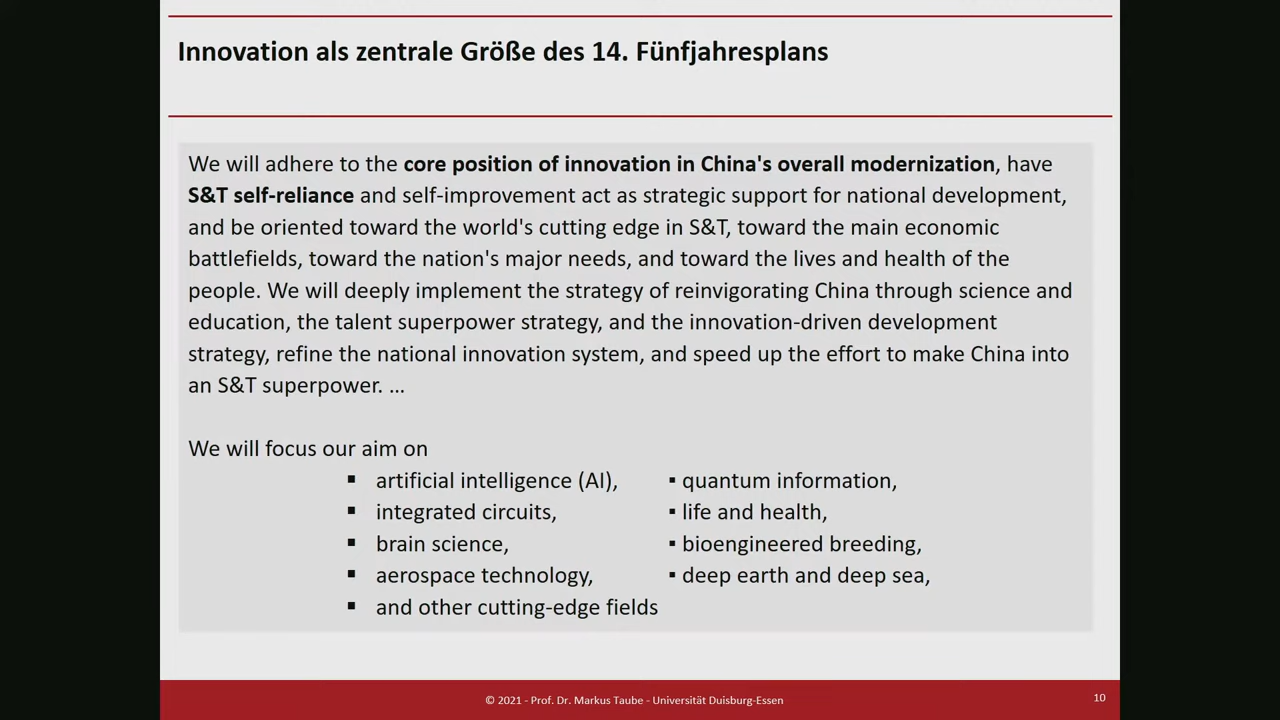 Innovation als zentrale Größe des 14. Fünfjahresplans
We will adhere to the core position of innovation in China's overall modernization, have
S&T self-reliance and self-improvement act as strategic support for national development,
and be oriented toward the world's cutting edge in S&T, toward the main economic
battlefields, toward the nation's major needs, and toward the lives and health of the
people. We will deeply implement the strategy of reinvigorating China through science and
education, the talent superpower strategy, and the innovation-driven development
strategy, refine the national innovation system, and speed up the effort to make China into
an S&T superpower. …
We will focus our aim on
▪ artificial intelligence (AI), ▪ quantum information,
▪ integrated circuits, ▪ life and health,
▪ brain science, ▪ bioengineered breeding,
▪ aerospace technology, ▪ deep earth and deep sea,
▪ and other cutting-edge fields
© 2021 - Prof. Dr. Markus Taube - Universität Duisburg-Essen 10